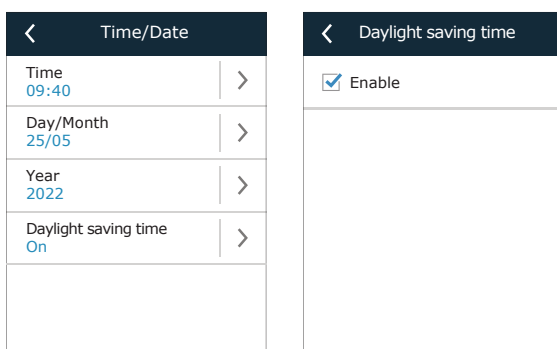 Time/Date
Time
09:40
Day/Month
25/05
Year
2022
Daylight saving time
On
Daylight saving time
Enable